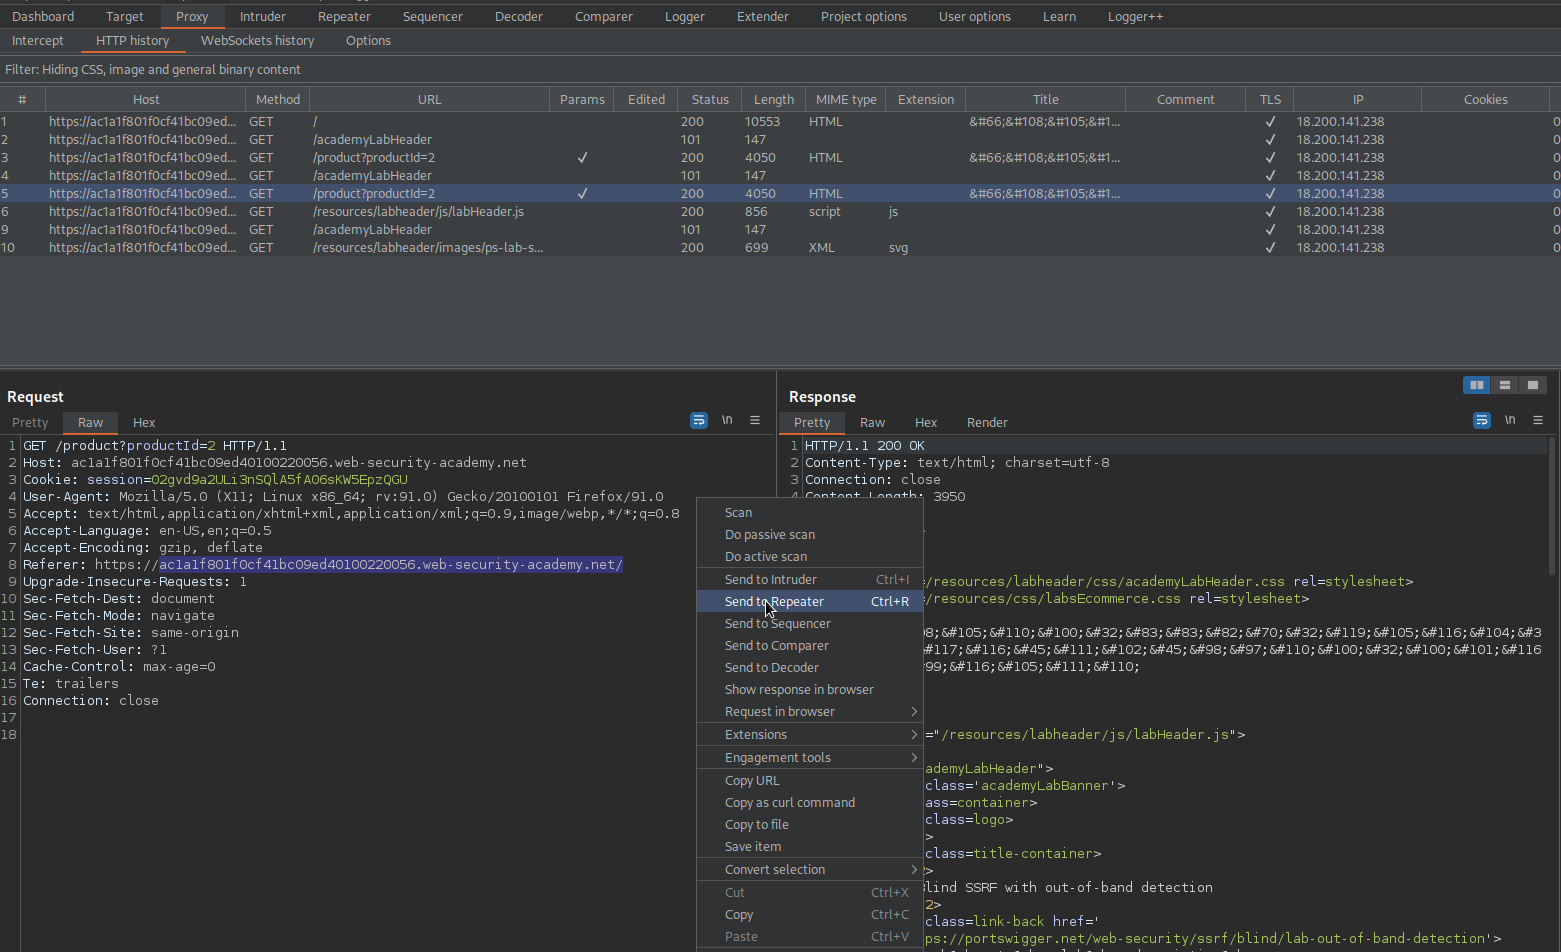 Dashboard Target Proxy Intruder Repeater Sequencer Decoder Comparer Logger Extender Project options User options Learn Logger++
Intercept HTTP history WebSockets history Options
Filter: Hiding CSS, image and general binary content
# Host Method URL Params Edited Status Length MIME type Extension Title Comment TLS IP Cookies
1 https://ac1a1f801f0cf41bc09ed... GET / 200 10553 HTML &#66;&#108;&#105;&#1... ✓ 18.200.141.238 0
2 https://ac1a1f801f0cf41bc09ed... GET /academyLabHeader 101 147 ✓ 18.200.141.238 0
3 https://ac1a1f801f0cf41bc09ed... GET /product?productId=2 ✓ 200 4050 HTML &#66;&#108;&#105;&#1... ✓ 18.200.141.238 0
4 https://ac1a1f801f0cf41bc09ed... GET /academyLabHeader 101 147 ✓ 18.200.141.238 0
5 https://ac1a1f801f0cf41bc09ed... GET /product?productId=2 ✓ 200 4050 HTML &#66;&#108;&#105;&#1... ✓ 18.200.141.238 0
6 https://ac1a1f801f0cf41bc09ed... GET /resources/labheader/js/labHeader.js 200 856 script js ✓ 18.200.141.238 0
9 https://ac1a1f801f0cf41bc09ed... GET /academyLabHeader 101 147 ✓ 18.200.141.238 0
10 https://ac1a1f801f0cf41bc09ed... GET /resources/labheader/images/ps-lab-s... 200 699 XML svg ✓ 18.200.141.238 0
Request
Pretty Raw Hex \n
1 GET /product?productId=2 HTTP/1.1
2 Host: ac1a1f801f0cf41bc09ed40100220056.web-security-academy.net
3 Cookie: session=02gvd9a2ULi3nSQlA5fA06sKW5EpzQGU
4 User-Agent: Mozilla/5.0 (X11; Linux x86_64; rv:91.0) Gecko/20100101 Firefox/91.0
5 Accept: text/html,application/xhtml+xml,application/xml;q=0.9,image/webp,*/*;q=0.8
6 Accept-Language: en-US,en;q=0.5
7 Accept-Encoding: gzip, deflate
8 Referer: https://ac1a1f801f0cf41bc09ed40100220056.web-security-academy.net/
9 Upgrade-Insecure-Requests: 1
10 Sec-Fetch-Dest: document
11 Sec-Fetch-Mode: navigate
12 Sec-Fetch-Site: same-origin
13 Sec-Fetch-User: ?1
14 Cache-Control: max-age=0
15 Te: trailers
16 Connection: close
17
18
Scan
Do passive scan
Do active scan
Send to Intruder Ctrl+I
Send to Repeater Ctrl+R
Send to Sequencer
Send to Comparer
Send to Decoder
Show response in browser
Request in browser
Extensions
Engagement tools
Copy URL
Copy as curl command
Copy to file
Save item
Convert selection
Cut Ctrl+X
Copy Ctrl+C
Paste Ctrl+V
Response
Pretty Raw Hex Render \n
1 HTTP/1.1 200 OK
2 Content-Type: text/html; charset=utf-8
3 Connection: close
4 Content-Length: 3950
=/resources/labheader/css/academyLabHeader.css rel=stylesheet>
=/resources/css/labsEcommerce.css rel=stylesheet>
08;&#105;&#110;&#100;&#32;&#83;&#83;&#82;&#70;&#32;&#119;&#105;&#116;&#104;&#3
#117;&#116;&#45;&#111;&#102;&#45;&#98;&#97;&#110;&#100;&#32;&#100;&#101;&#116
#99;&#116;&#105;&#111;&#110;
="/resources/labheader/js/labHeader.js">
ademyLabHeader">
class='academyLabBanner'>
ass=container>
class=logo>
>
class=title-container>
>
Blind SSRF with out-of-band detection
2>
class=link-back href='
ps://portswigger.net/web-security/ssrf/blind/lab-out-of-band-detection'>